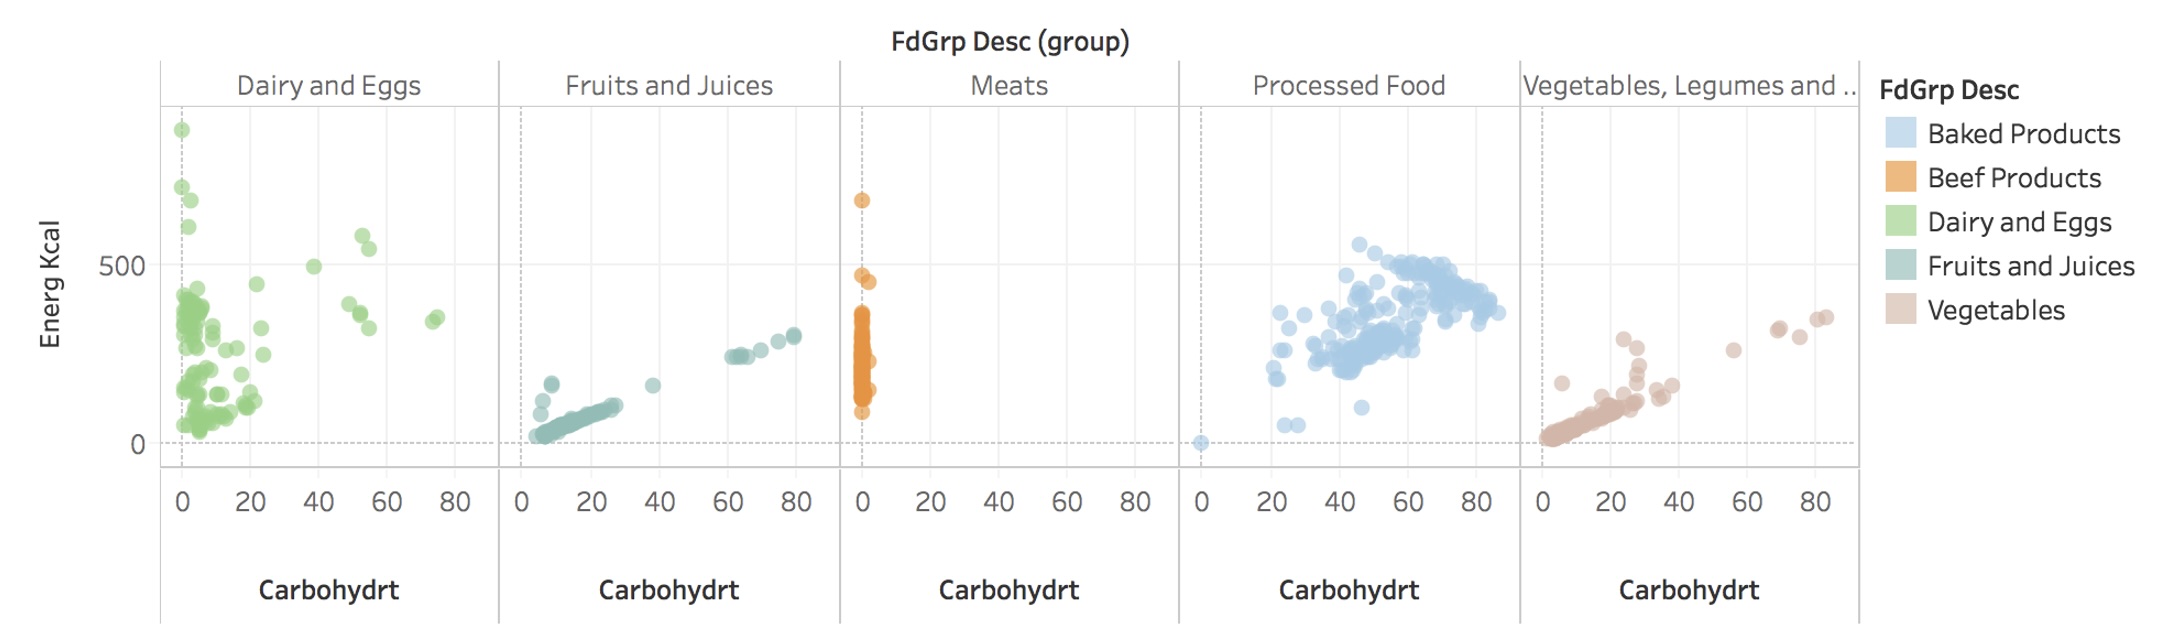 FdGrp Desc (group)
Dairy and Eggs
Fruits and Juices
Meats
Processed Food
Vegetables, Legumes and ..
Energ Kcal
500
0
0 20 40 60 80
0 20 40 60 80
0 20 40 60 80
0 20 40 60 80
0 20 40 60 80
Carbohydrt
Carbohydrt
Carbohydrt
Carbohydrt
Carbohydrt
FdGrp Desc
Baked Products
Beef Products
Dairy and Eggs
Fruits and Juices
Vegetables